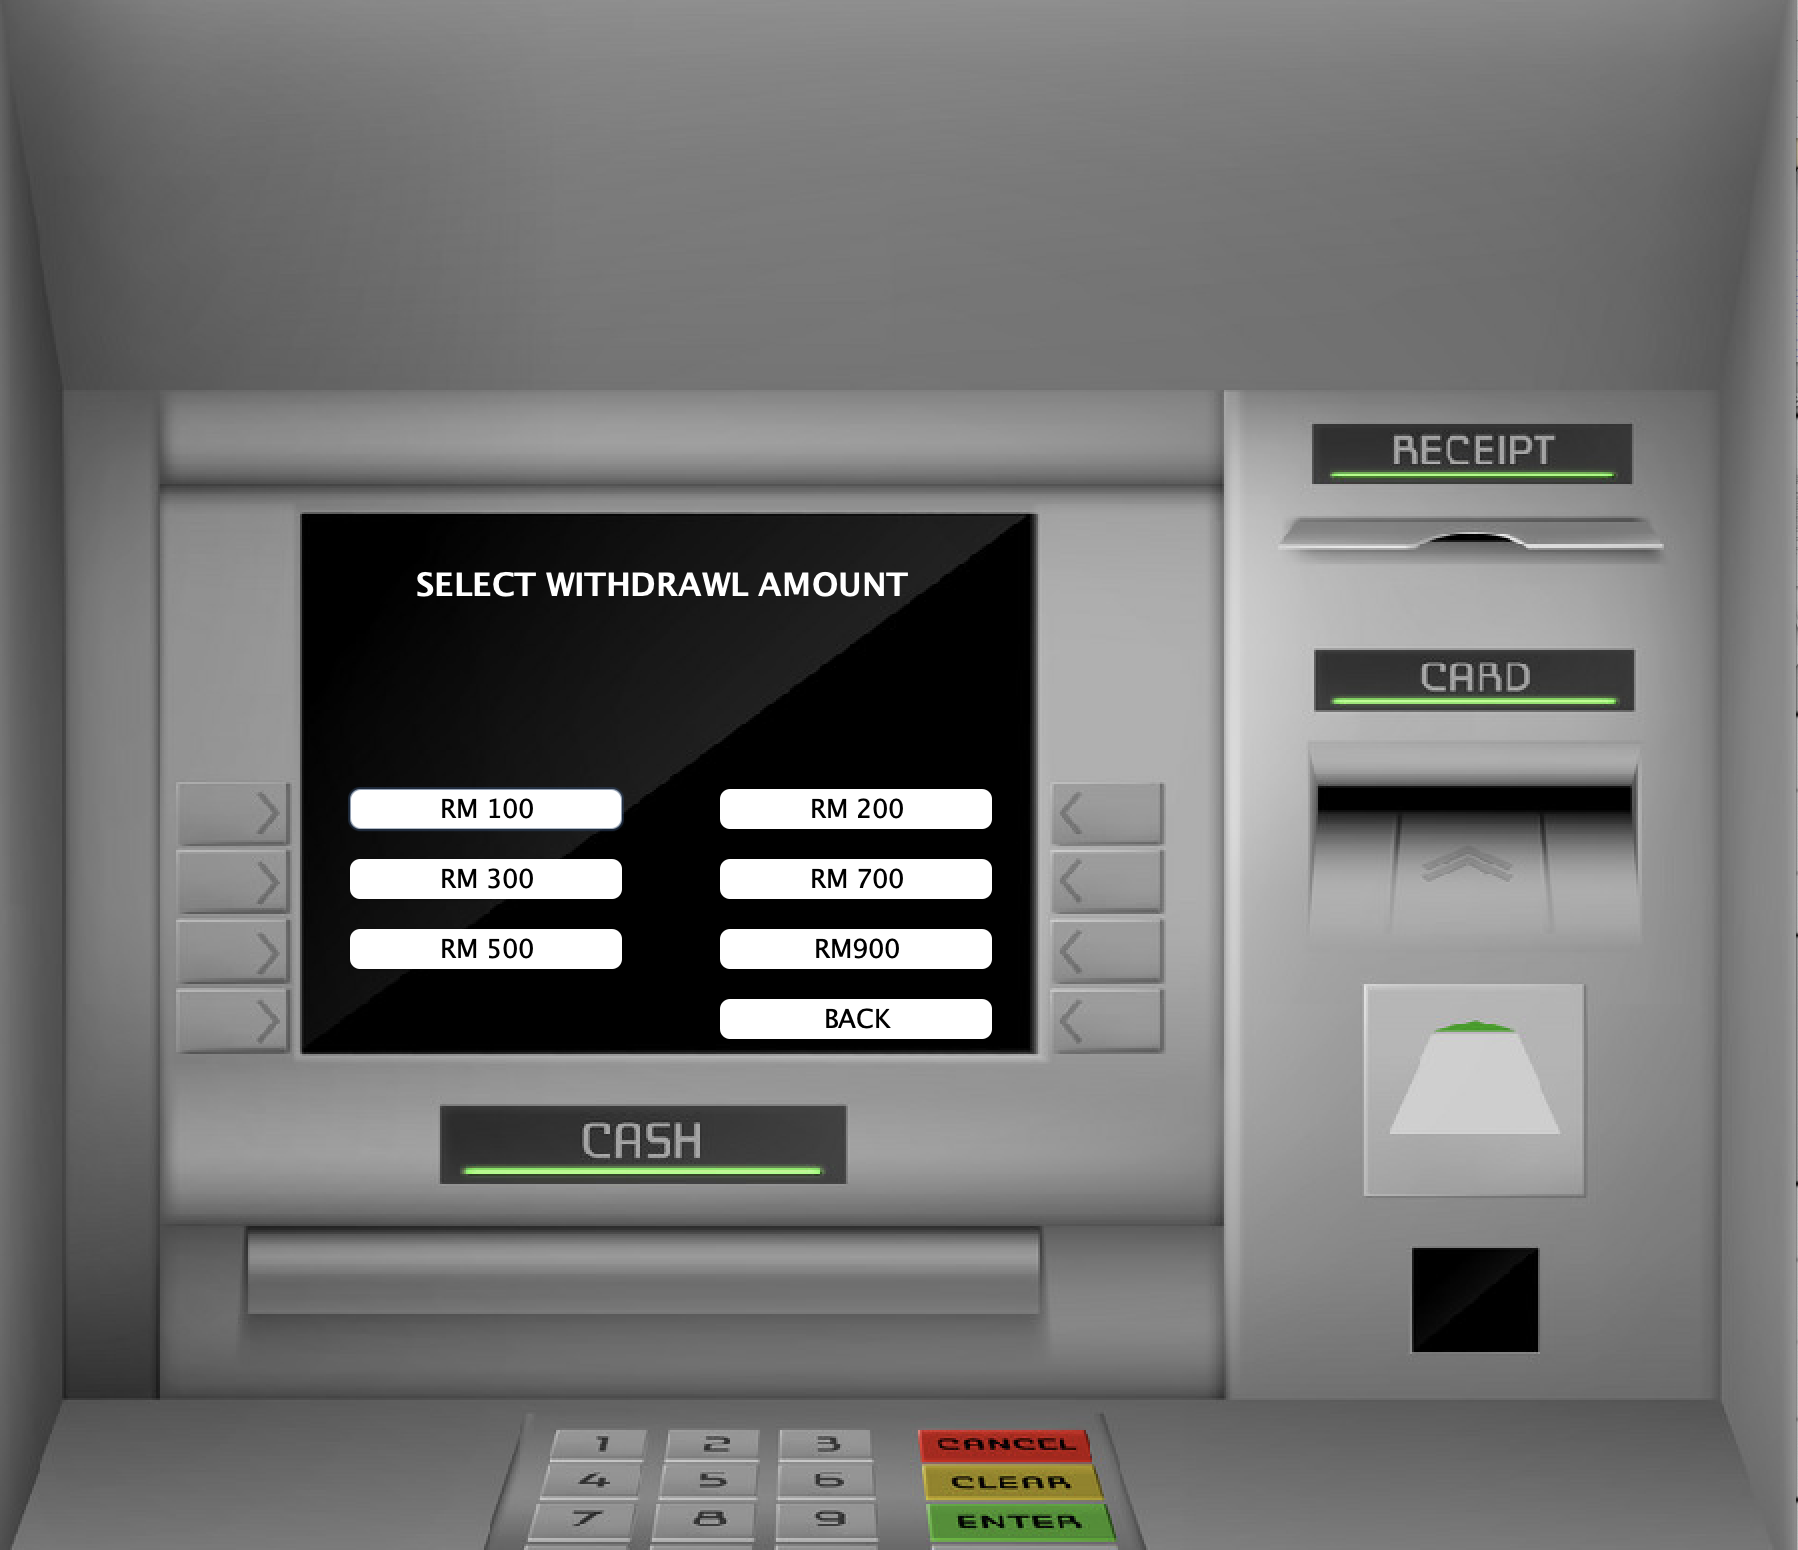 RECEIPT
SELECT WITHDRAWL AMOUNT
CARD
RM 100
RM 200
RM 300
RM 700
RM 500
RM900
BACK
CASH
1 2 3 CANCEL
4 5 6 CLEAR
7 8 9 ENTER